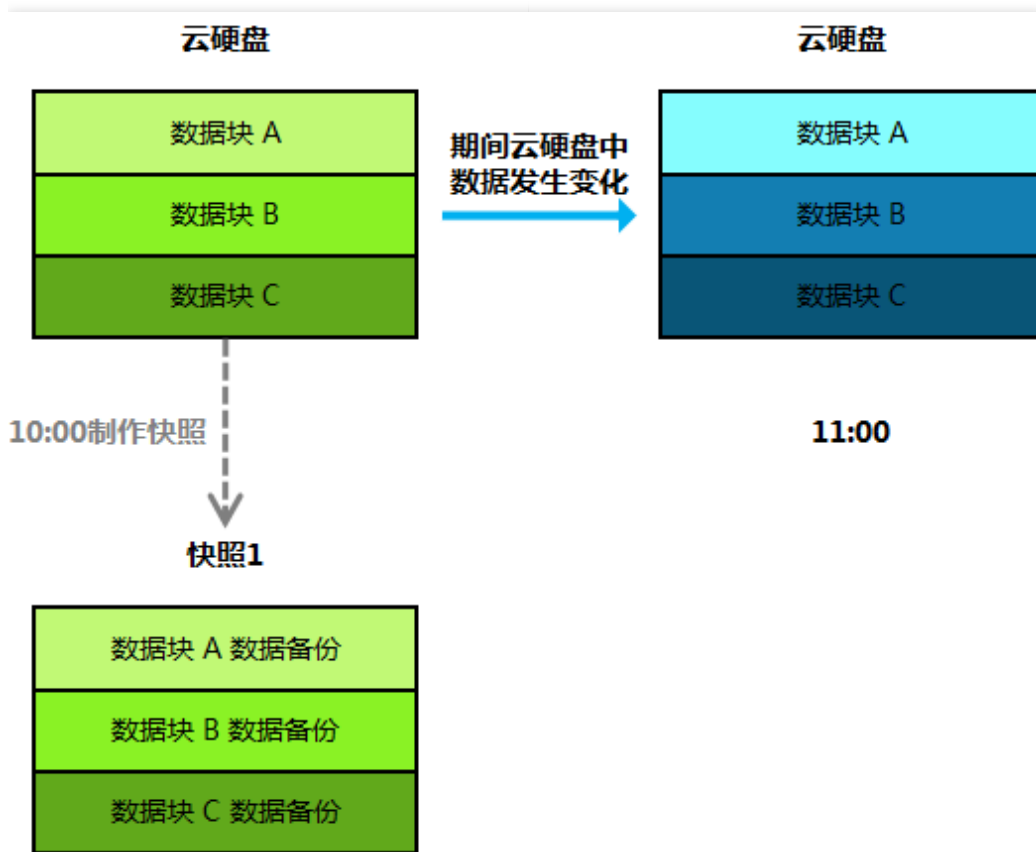 云硬盘
云硬盘
数据块 A
数据块 B
数据块 C
期间云硬盘中
数据发生变化
数据块 A
数据块 B
数据块 C
10:00制作快照
11:00
快照1
数据块 A 数据备份
数据块 B 数据备份
数据块 C 数据备份